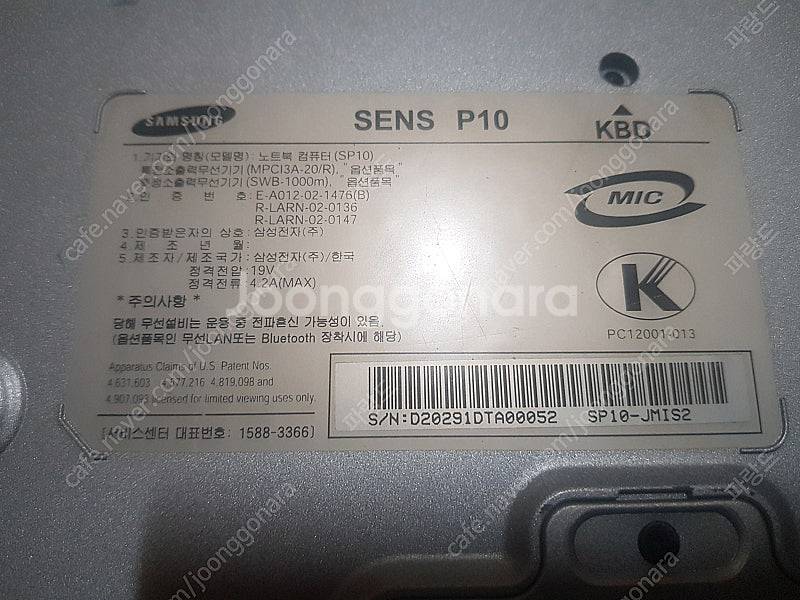 SAMSUNG
SENS P10
KBD
1.기기의 명칭(모델명) : 노트북 컴퓨터(SP10)
특정소출력무선기기(MPCI3A-20/R), "옵션품목"
특정소출력무선기기(SWB-1000m), "옵션품목"
2.인 증 번 호 : E-A012-02-1476(B)
R-LARN-02-0136
R-LARN-02-0147
3.인증받은자의 상호 : 삼성전자(주)
4.제 조 년 월 :
5.제조자/제조국가 : 삼성전자(주)/한국
정격전압 : 19V
정격전류 : 4.2A(MAX)
MIC
K
PC12001-013
*주의사항*
당해 무선설비는 운용 중 전파혼신 가능성이 있음.
(옵션품목인 무선LAN또는 Bluetooth 장착시에 해당)
Apparatus Claims of U.S. Patent Nos.
4,631,603 4,577,216 4,819,098 and
4,907,093 licensed for limited viewing uses only.
[서비스센터 대표번호: 1588-3366]
S/N:D20291DTA00052 SP10-JMIS2
joonggonara
cafe.naver.com/joonggonara
파랑드